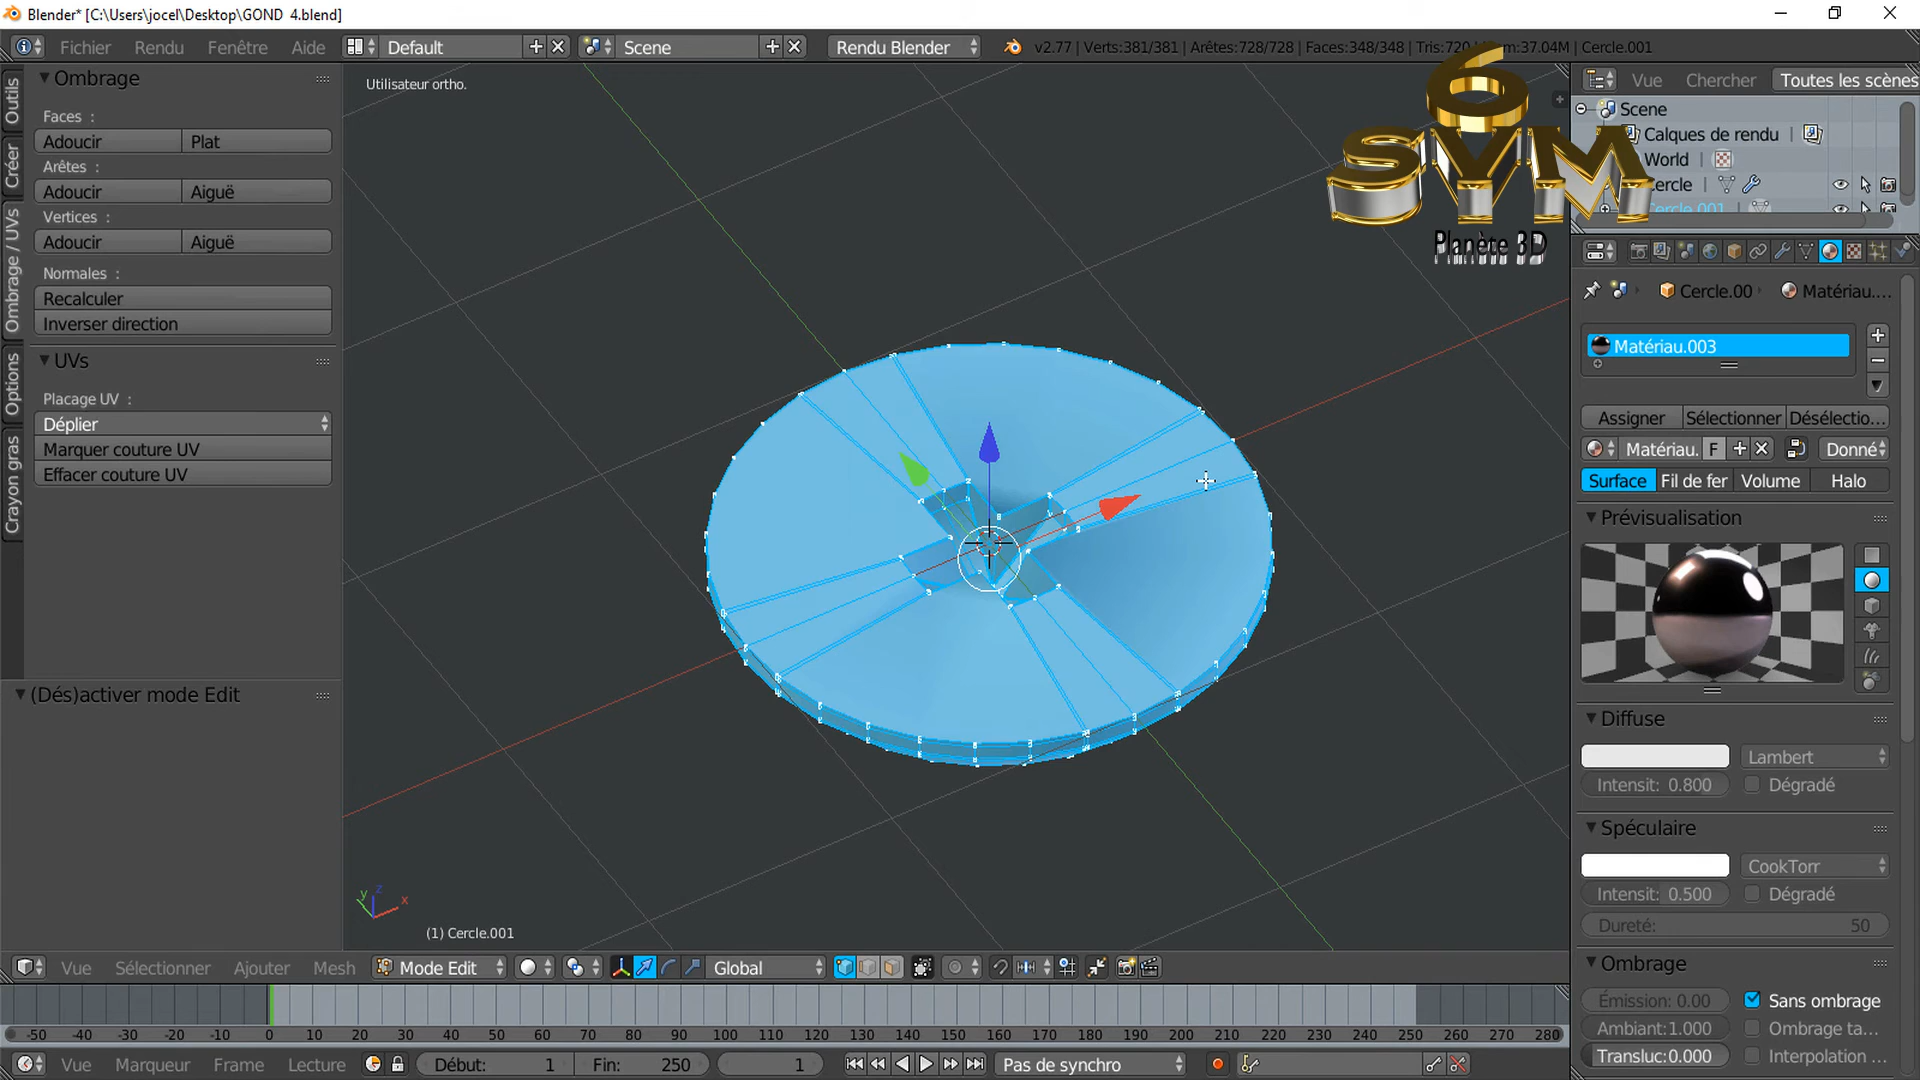 Blender* [C:\Users\jocel\Desktop\GOND  4.blend]
Fichier Rendu Fenêtre Aide Default Scene Rendu Blender v2.77 | Verts:381/381 | Arêtes:728/728 | Faces:348/348 | Tris:720 :37.04M | Cercle.001
Ombrage
Faces :
Adoucir Plat
Arêtes :
Adoucir Aiguë
Vertices :
Adoucir Aiguë
Normales :
Recalculer
Inverser direction
UVs
Placage UV :
Déplier
Marquer couture UV
Effacer couture UV
(Dés)activer mode Edit
Outils
Créer
Ombrage / UVs
Options
Crayon gras
Utilisateur ortho.
(1) Cercle.001
6
SYM
Planète 3D
Vue Chercher Toutes les scènes
Scene
Calques de rendu
World
Cercle
Cercle.001
Cercle.00 Matériau....
Matériau.003
Assigner Sélectionner Désélectio...
Matériau. F Donné
Surface Fil de fer Volume Halo
Prévisualisation
Diffuse
Lambert
Intensit: 0.800 Dégradé
Spéculaire
CookTorr
Intensit: 0.500 Dégradé
Dureté: 50
Ombrage
Émission: 0.00 Sans ombrage
Ambiant:1.000 Ombrage ta...
Transluc:0.000 Interpolation ...
Vue Sélectionner Ajouter Mesh Mode Edit Global
-50 -40 -30 -20 -10 0 10 20 30 40 50 60 70 80 90 100 110 120 130 140 150 160 170 180 190 200 210 220 230 240 250 260 270 280
Vue Marqueur Frame Lecture Début: 1 Fin: 250 1 Pas de synchro